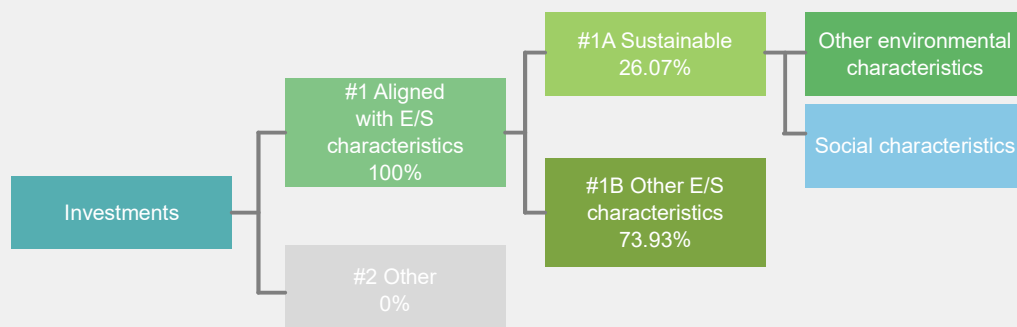 Investments
#1 Aligned
with E/S
characteristics
100%
#2 Other
0%
#1A Sustainable
26.07%
#1B Other E/S
characteristics
73.93%
Other environmental
characteristics
Social characteristics